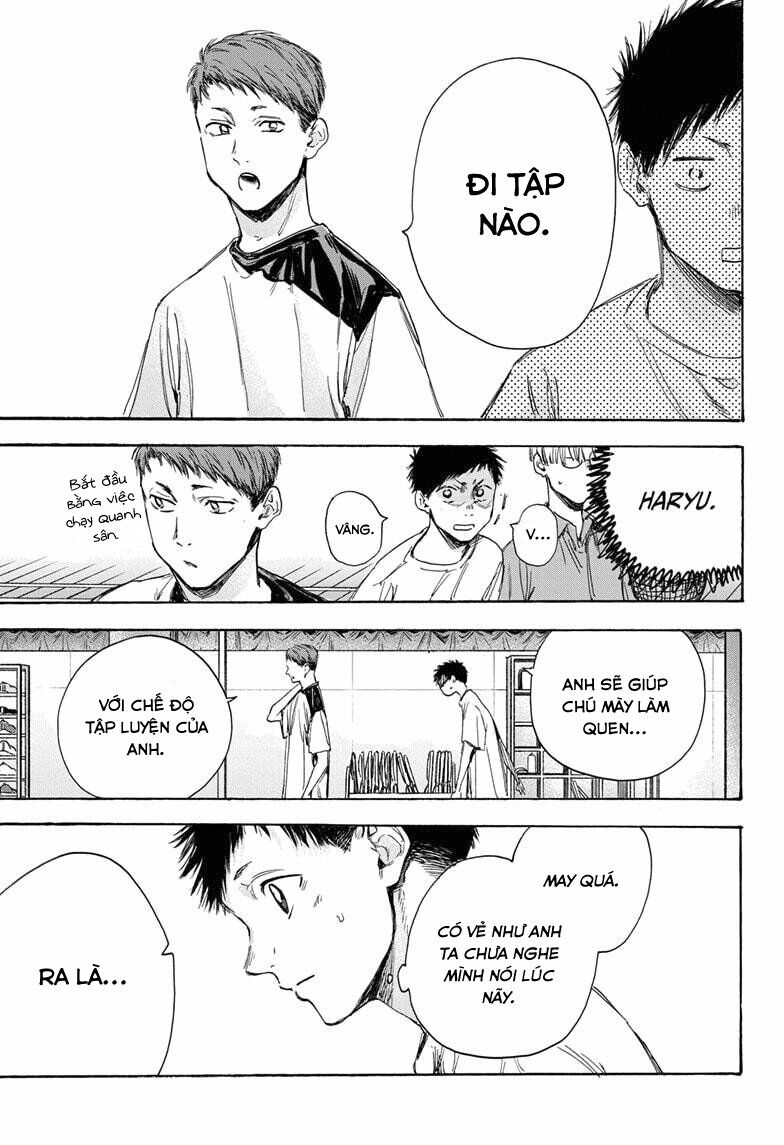 ĐI TẬP
NÀO.
HARYU.
V...
VÂNG.
Bắt đầu
bằng việc
chạy quanh
sân.
ANH SẼ GIÚP
CHÚ MÀY LÀM
QUEN...
VỚI CHẾ ĐỘ
TẬP LUYỆN CỦA
ANH.
MAY QUÁ.
CÓ VẺ NHƯ ANH
TA CHƯA NGHE
MÌNH NÓI LÚC
NÃY.
RA LÀ...